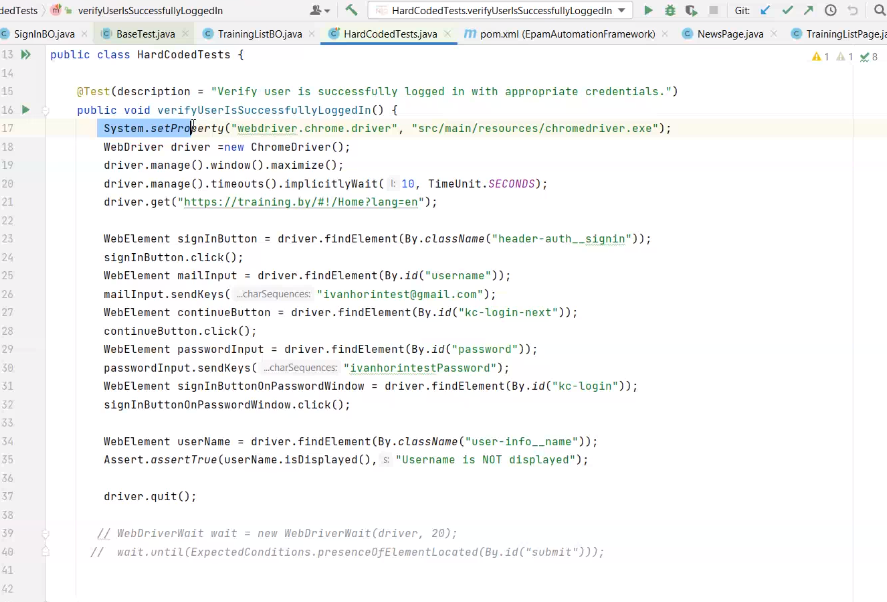 dedTests verifyUserIsSuccessfullyLoggedIn HardCodedTests.verifyUserIsSuccessfullyLoggedIn Git:
SignInBO.java BaseTest.java TrainingListBO.java HardCodedTests.java pom.xml (EpamAutomationFramework) NewsPage.java TrainingListPage.ja
13 public class HardCodedTests { 1 1 8
14
15 @Test(description = "Verify user is successfully logged in with appropriate credentials.")
16 public void verifyUserIsSuccessfullyLoggedIn() {
17 System.setProperty("webdriver.chrome.driver", "src/main/resources/chromedriver.exe");
18 WebDriver driver =new ChromeDriver();
19 driver.manage().window().maximize();
20 driver.manage().timeouts().implicitlyWait( l: 10, TimeUnit.SECONDS);
21 driver.get("https://training.by/#!/Home?lang=en");
22
23 WebElement signInButton = driver.findElement(By.className("header-auth__signin"));
24 signInButton.click();
25 WebElement mailInput = driver.findElement(By.id("username"));
26 mailInput.sendKeys( ...charSequences: "ivanhorintest@gmail.com");
27 WebElement continueButton = driver.findElement(By.id("kc-login-next"));
28 continueButton.click();
29 WebElement passwordInput = driver.findElement(By.id("password"));
30 passwordInput.sendKeys( ...charSequences: "ivanhorintestPassword");
31 WebElement signInButtonOnPasswordWindow = driver.findElement(By.id("kc-login"));
32 signInButtonOnPasswordWindow.click();
33
34 WebElement userName = driver.findElement(By.className("user-info__name"));
35 Assert.assertTrue(userName.isDisplayed(), s: "Username is NOT displayed");
36
37 driver.quit();
38
39 // WebDriverWait wait = new WebDriverWait(driver, 20);
40 // wait.until(ExpectedConditions.presenceOfElementLocated(By.id("submit")));
41
42